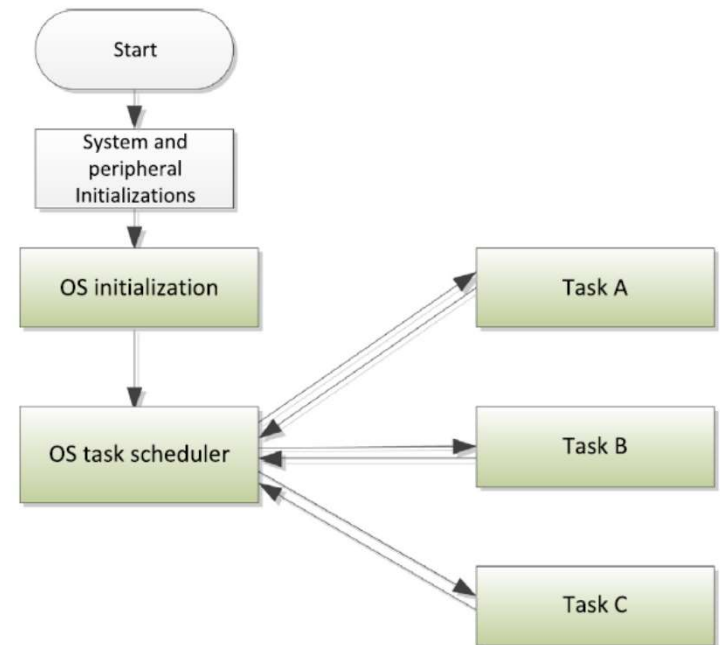 Start
System and
peripheral
Initializations
OS initialization
Task A
OS task scheduler
Task B
Task C